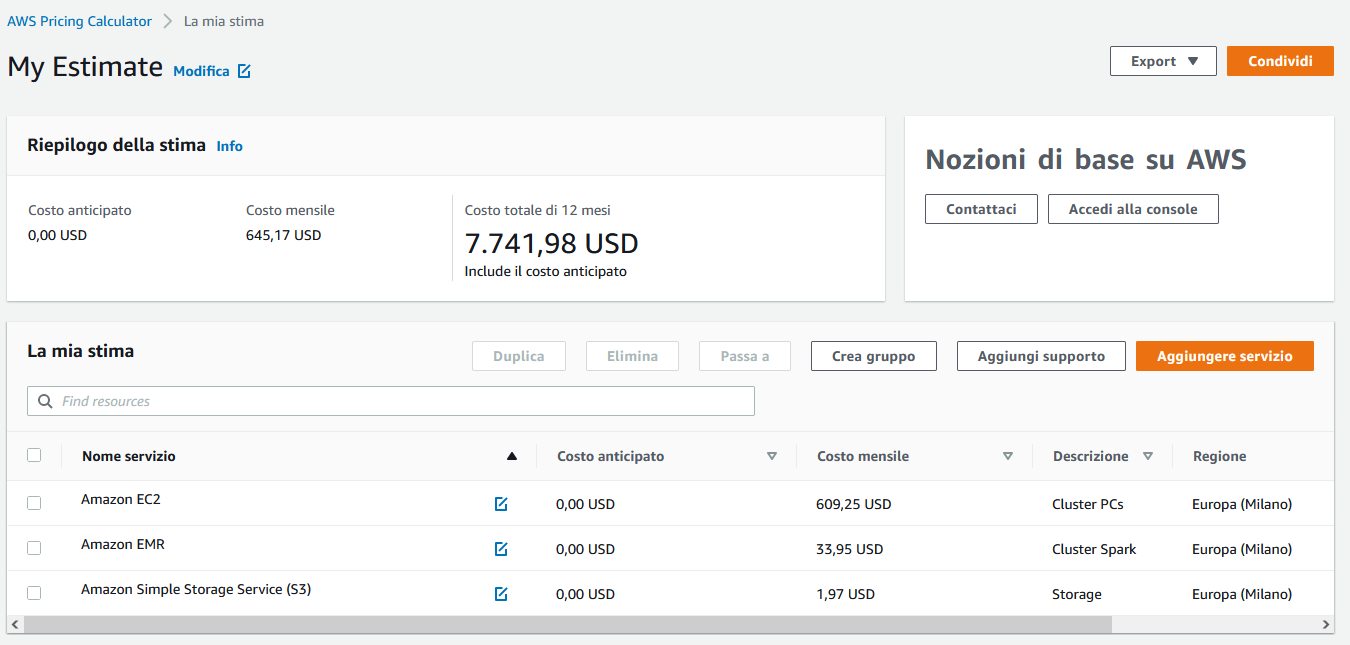 AWS Pricing Calculator > La mia stima
My Estimate Modifica
Export ▼ Condividi
Riepilogo della stima Info
Costo anticipato
0,00 USD
Costo mensile
645,17 USD
Costo totale di 12 mesi
7.741,98 USD
Include il costo anticipato
Nozioni di base su AWS
Contattaci Accedi alla console
La mia stima
Duplica Elimina Passa a Crea gruppo Aggiungi supporto Aggiungere servizio
Find resources
Nome servizio Costo anticipato Costo mensile Descrizione Regione
Amazon EC2 0,00 USD 609,25 USD Cluster PCs Europa (Milano)
Amazon EMR 0,00 USD 33,95 USD Cluster Spark Europa (Milano)
Amazon Simple Storage Service (S3) 0,00 USD 1,97 USD Storage Europa (Milano)